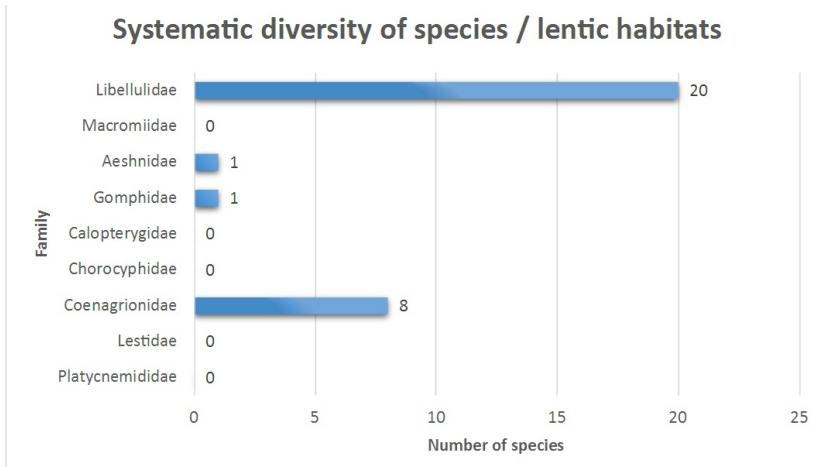 Systematic diversity of species / lentic habitats
Libellulidae 20
Macromiidae 0
Aeshnidae 1
Gomphidae 1
Calopterygidae 0
Chorocyphidae 0
Coenagrionidae 8
Lestidae 0
Platycnemididae 0
Family
0 5 10 15 20 25
Number of species